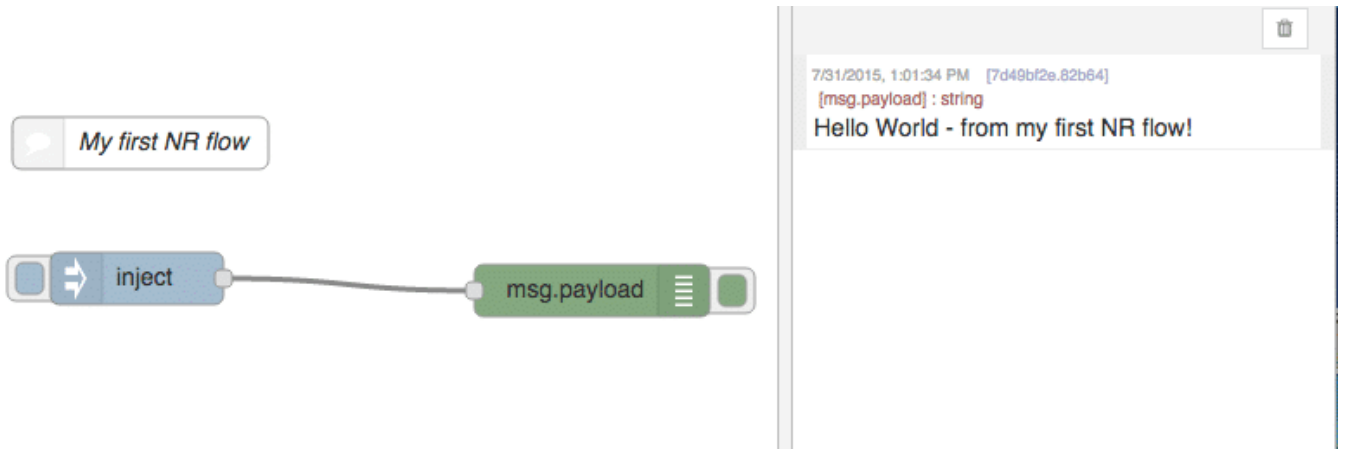 My first NR flow
inject
msg.payload
7/31/2015, 1:01:34 PM [7d49bf2e.82b64]
[msg.payload] : string
Hello World - from my first NR flow!